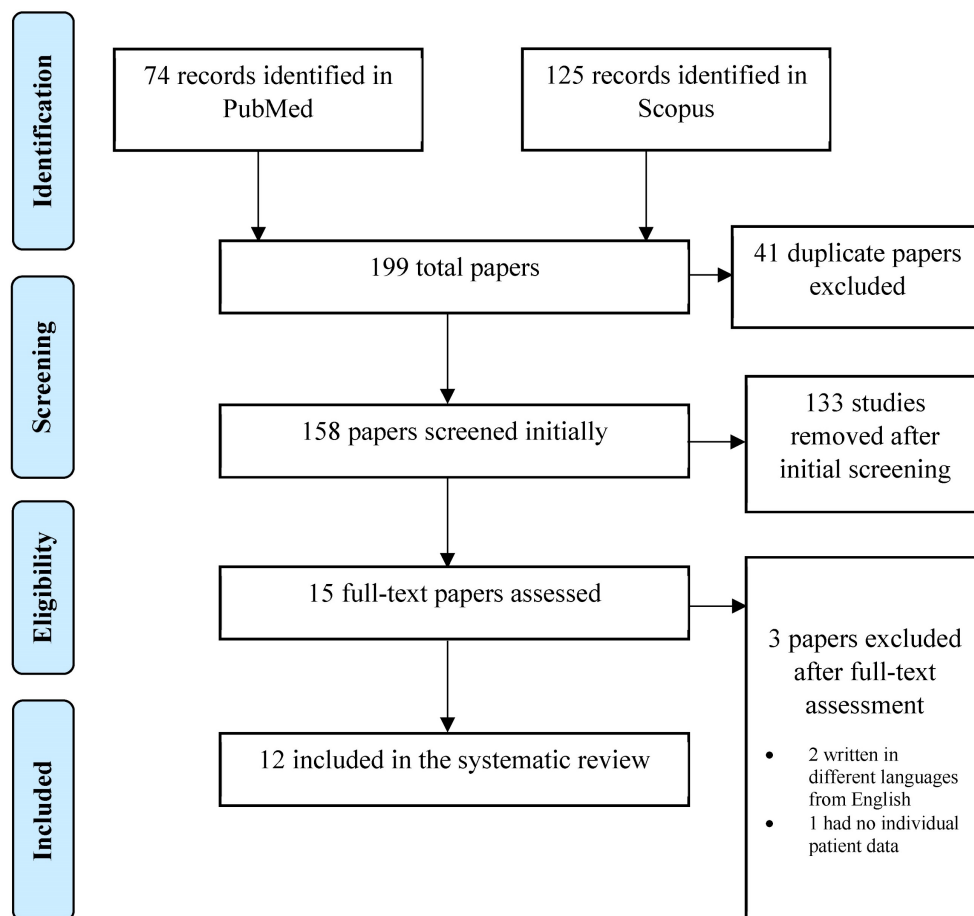 Identification
74 records identified in
PubMed
125 records identified in
Scopus
199 total papers
41 duplicate papers
excluded
Screening
158 papers screened initially
133 studies
removed after
initial screening
Eligibility
15 full-text papers assessed
3 papers excluded
after full-text
assessment
• 2 written in
different languages
from English
• 1 had no individual
patient data
Included
12 included in the systematic review